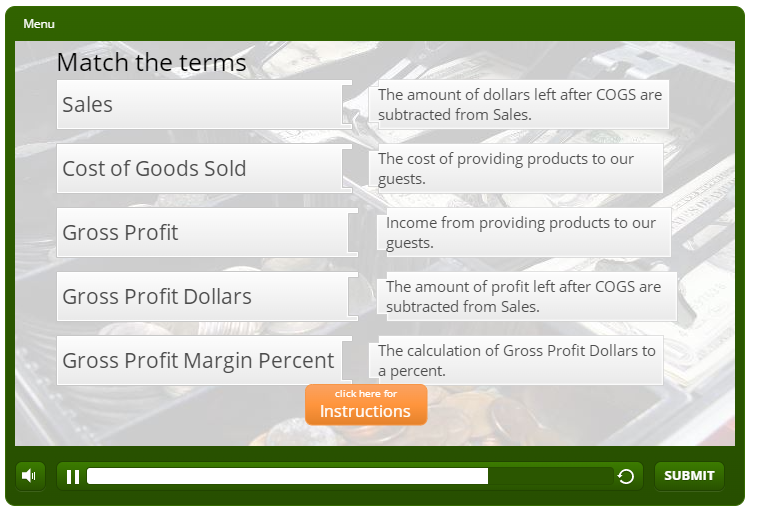 Menu
Match the terms
Sales
The amount of dollars left after COGS are
subtracted from Sales.
Cost of Goods Sold
The cost of providing products to our
guests.
Gross Profit
Income from providing products to our
guests.
Gross Profit Dollars
The amount of profit left after COGS are
subtracted from Sales.
Gross Profit Margin Percent
The calculation of Gross Profit Dollars to
a percent.
click here for
Instructions
SUBMIT